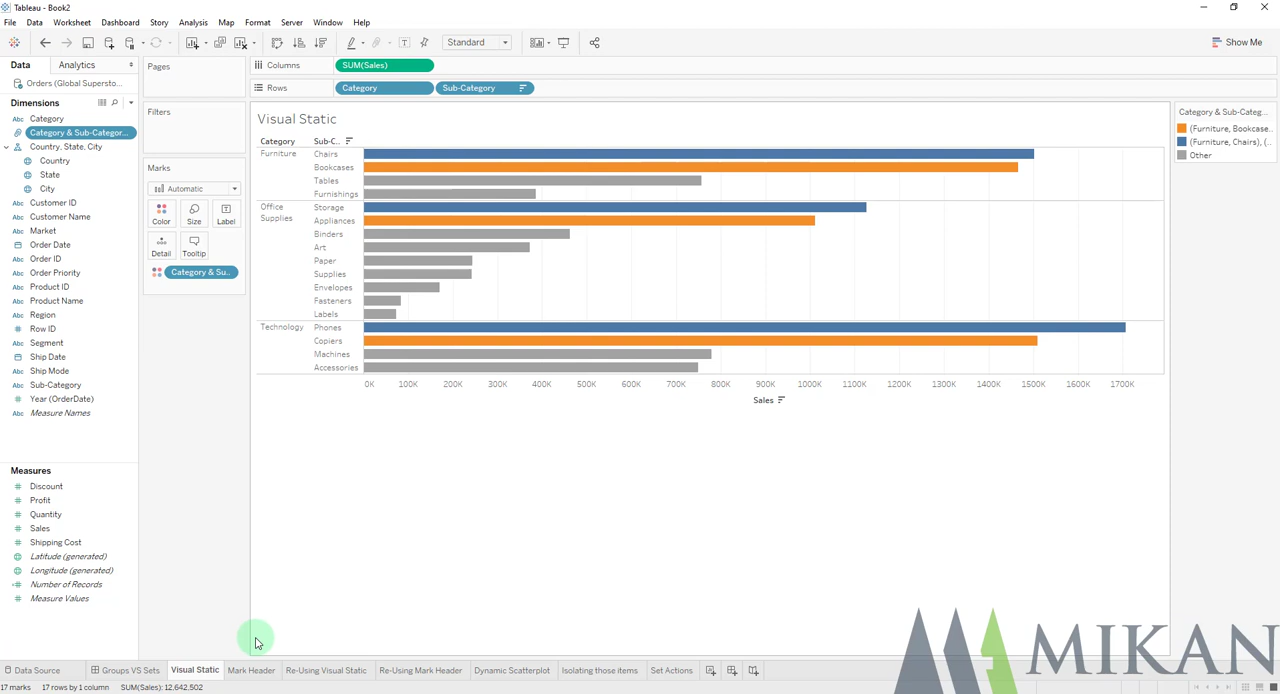 Tableau - Book2
File Data Worksheet Dashboard Story Analysis Map Format Server Window Help
Standard
Show Me
Data Analytics
Orders (Global Supersto...
Dimensions
Category
Category & Sub-Categor...
Country, State, City
Country
State
City
Customer ID
Customer Name
Market
Order Date
Order ID
Order Priority
Product ID
Product Name
Region
Row ID
Segment
Ship Date
Ship Mode
Sub-Category
Year (OrderDate)
Measure Names
Measures
Discount
Profit
Quantity
Sales
Shipping Cost
Latitude (generated)
Longitude (generated)
Number of Records
Measure Values
Pages
Filters
Marks
Automatic
Color Size Label
Detail Tooltip
Category & Su..
Columns SUM(Sales)
Rows Category Sub-Category
Visual Static
Category Sub-C..
Furniture Chairs
Bookcases
Tables
Furnishings
Office Supplies Storage
Appliances
Binders
Art
Paper
Supplies
Envelopes
Fasteners
Labels
Technology Phones
Copiers
Machines
Accessories
0K 100K 200K 300K 400K 500K 600K 700K 800K 900K 1000K 1100K 1200K 1300K 1400K 1500K 1600K 1700K
Sales
Category & Sub-Categ...
(Furniture, Bookcase..
(Furniture, Chairs), (..
Other
MIKAN
Data Source Groups VS Sets Visual Static Mark Header Re-Using Visual Static Re-Using Mark Header Dynamic Scatterplot Isolating those items Set Actions
17 marks 17 rows by 1 column SUM(Sales): 12,642,502